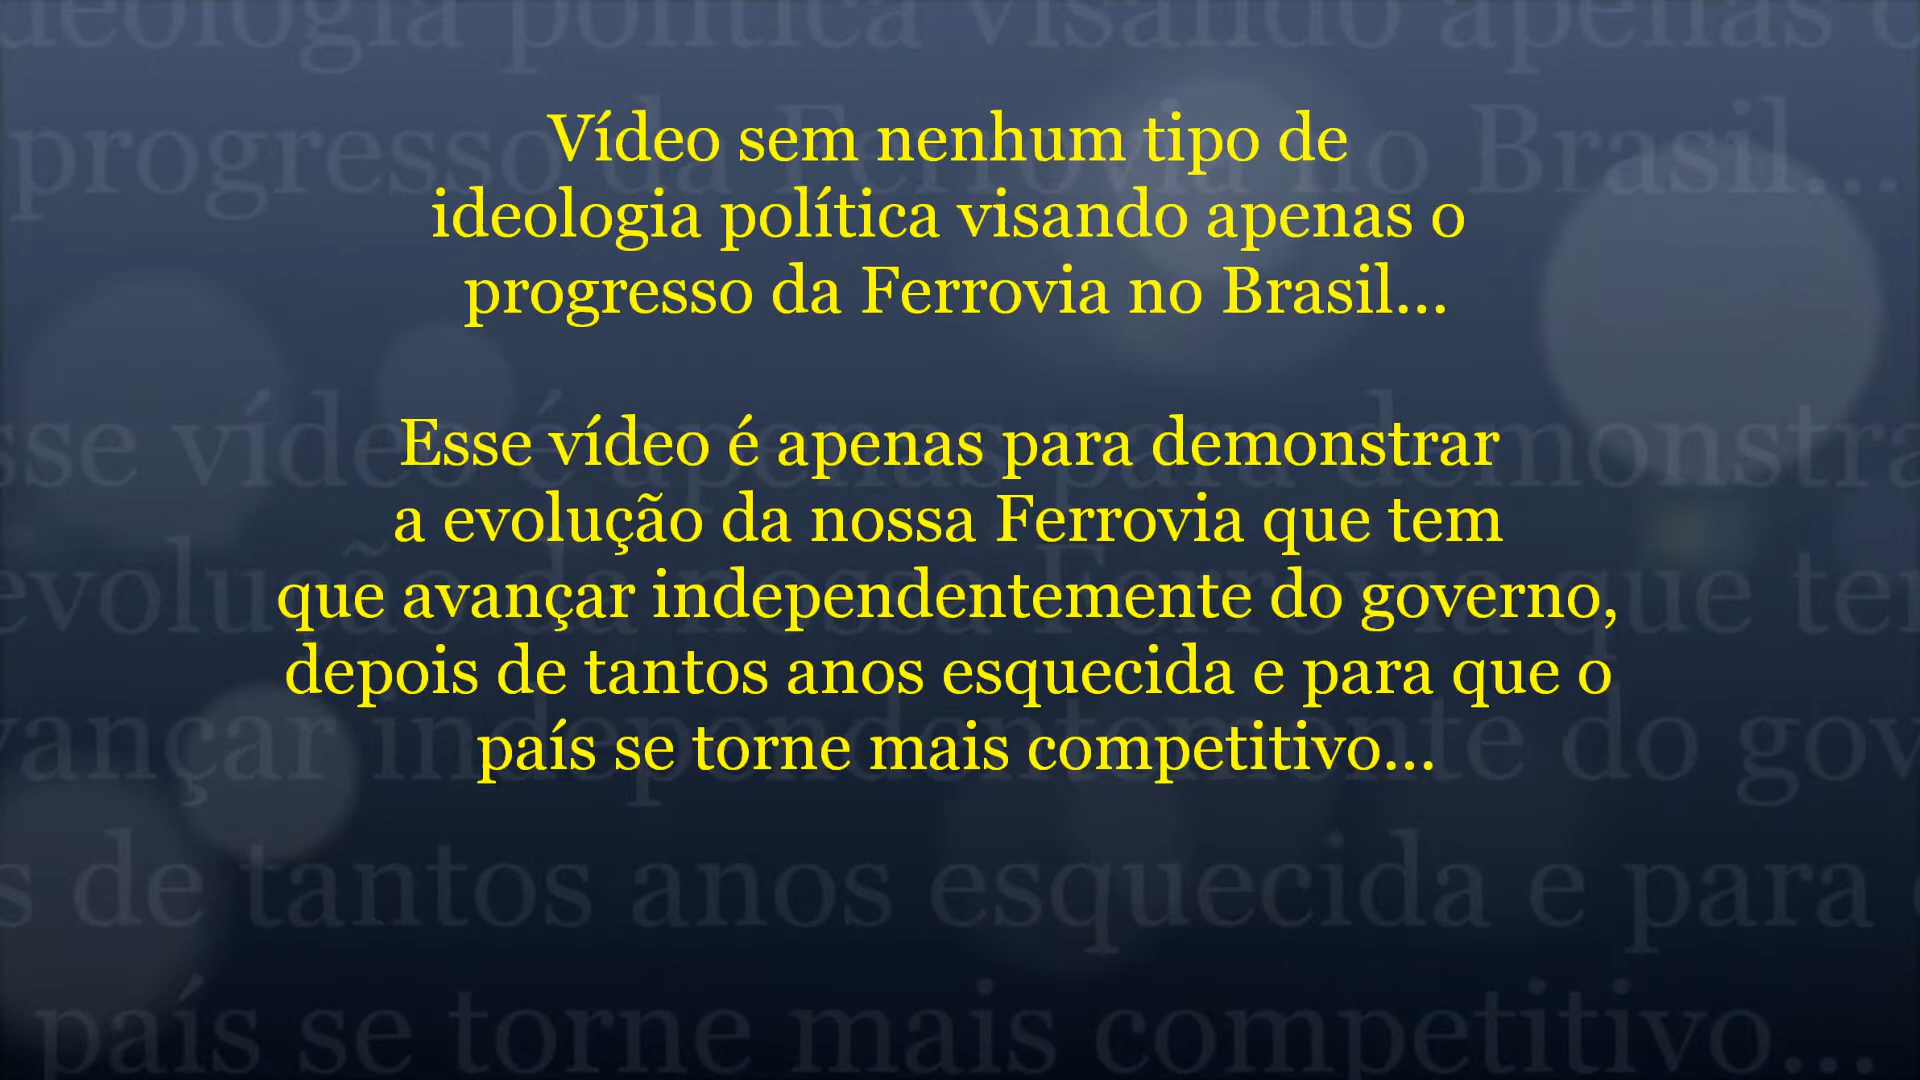 Vídeo sem nenhum tipo de
ideologia política visando apenas o
progresso da Ferrovia no Brasil...
Esse vídeo é apenas para demonstrar
a evolução da nossa Ferrovia que tem
que avançar independentemente do governo,
depois de tantos anos esquecida e para que o
país se torne mais competitivo...